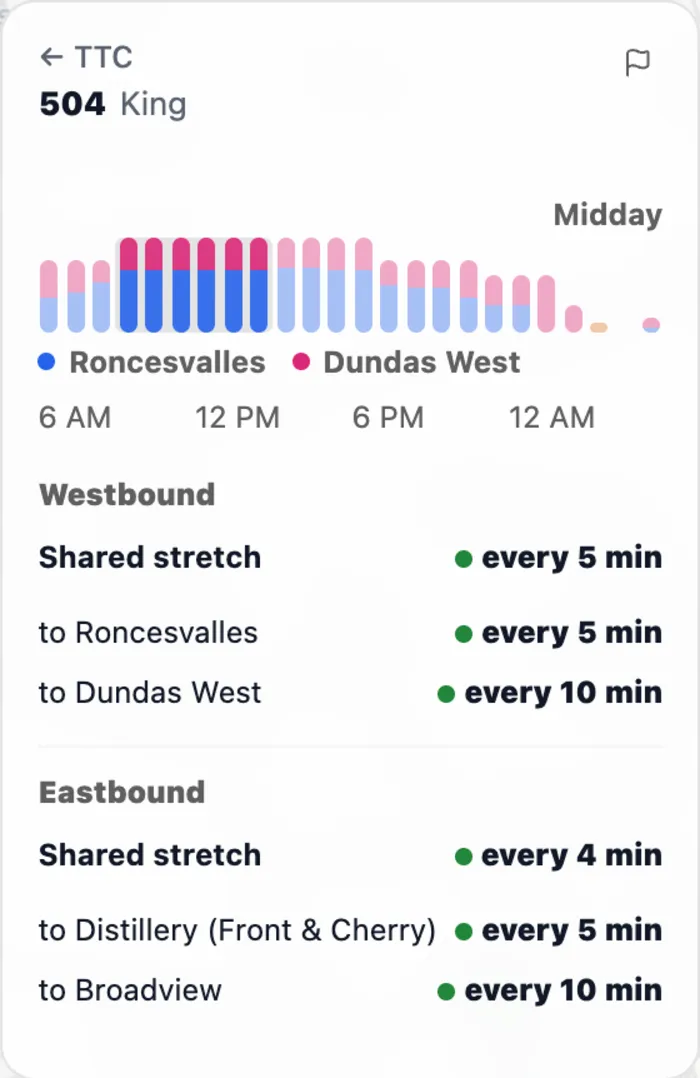 ← TTC
504 King
Midday
Roncesvalles Dundas West
6 AM 12 PM 6 PM 12 AM
Westbound
Shared stretch every 5 min
to Roncesvalles every 5 min
to Dundas West every 10 min
Eastbound
Shared stretch every 4 min
to Distillery (Front & Cherry) every 5 min
to Broadview every 10 min